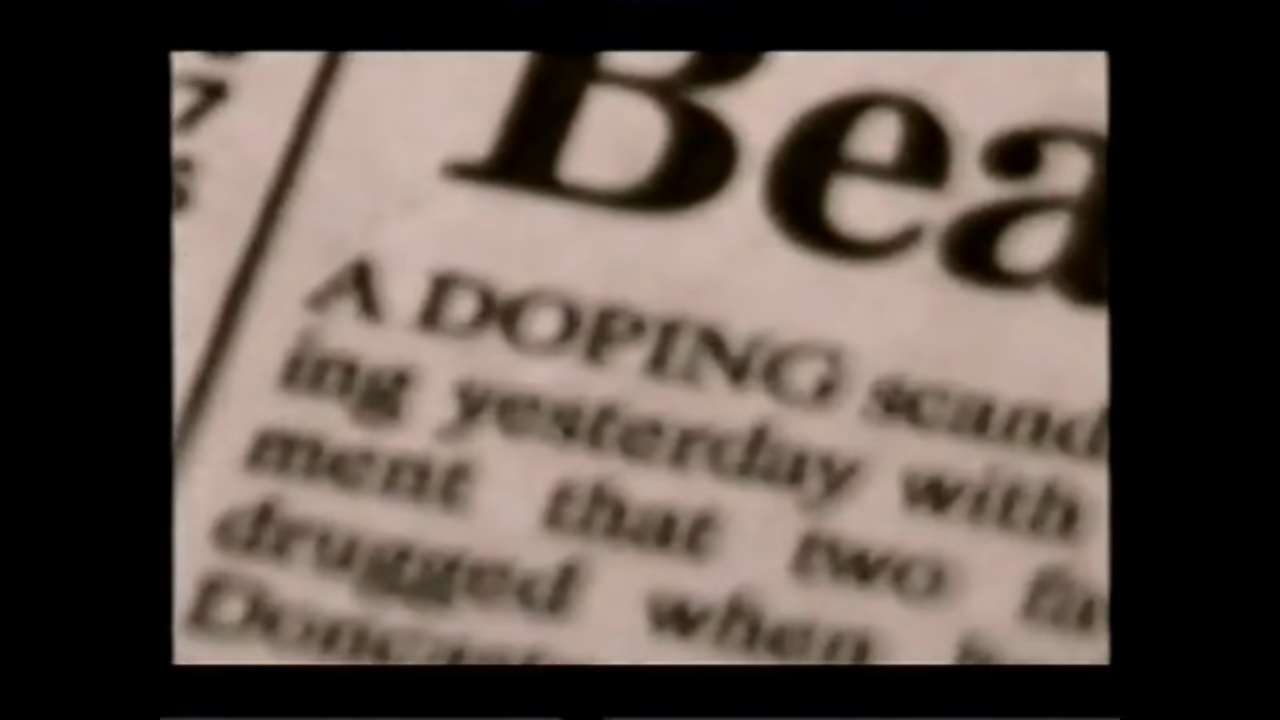 Bea
A DOPING scand
ing yesterday with
ment that two
drugged when